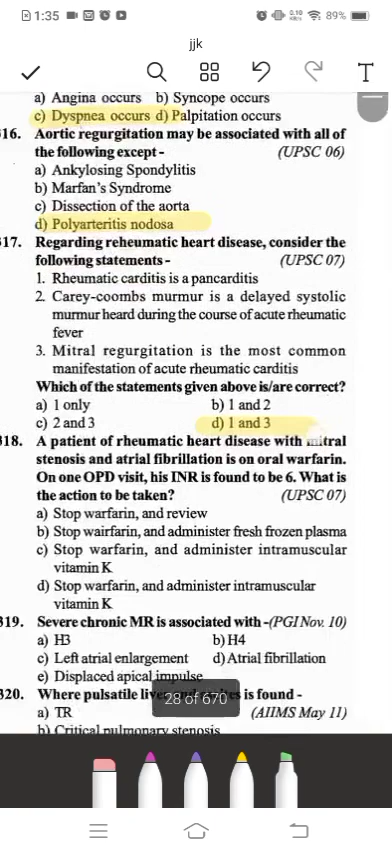 1:35
0.10
KB/s
89%
jjk
T
a) Angina occurs b) Syncope occurs
c) Dyspnea occurs d) Palpitation occurs
316. Aortic regurgitation may be associated with all of
the following except - (UPSC 06)
a) Ankylosing Spondylitis
b) Marfan's Syndrome
c) Dissection of the aorta
d) Polyarteritis nodosa
317. Regarding reheumatic heart disease, consider the
following statements - (UPSC 07)
1. Rheumatic carditis is a pancarditis
2. Carey-coombs murmur is a delayed systolic
murmur heard during the course of acute rheumatic
fever
3. Mitral regurgitation is the most common
manifestation of acute rheumatic carditis
Which of the statements given above is/are correct?
a) 1 only b) 1 and 2
c) 2 and 3 d) 1 and 3
318. A patient of rheumatic heart disease with mitral
stenosis and atrial fibrillation is on oral warfarin.
On one OPD visit, his INR is found to be 6. What is
the action to be taken? (UPSC 07)
a) Stop warfarin, and review
b) Stop wairfarin, and administer fresh frozen plasma
c) Stop warfarin, and administer intramuscular
vitamin K
d) Stop warfarin, and administer intramuscular
vitamin K
319. Severe chronic MR is associated with -(PGI Nov. 10)
a) H3 b) H4
c) Left atrial enlargement d) Atrial fibrillation
e) Displaced apical impulse
320. Where pulsatile is found -
28 of 670
a) TR (AIIMS May 11)
b) Critical pulmonary stenosis